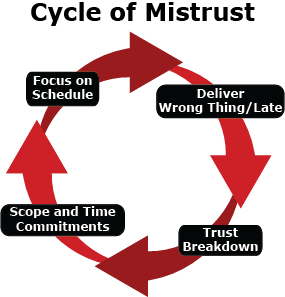 Cycle of Mistrust
Focus on
Schedule
Deliver
Wrong Thing/Late
Trust
Breakdown
Scope and Time
Commitments